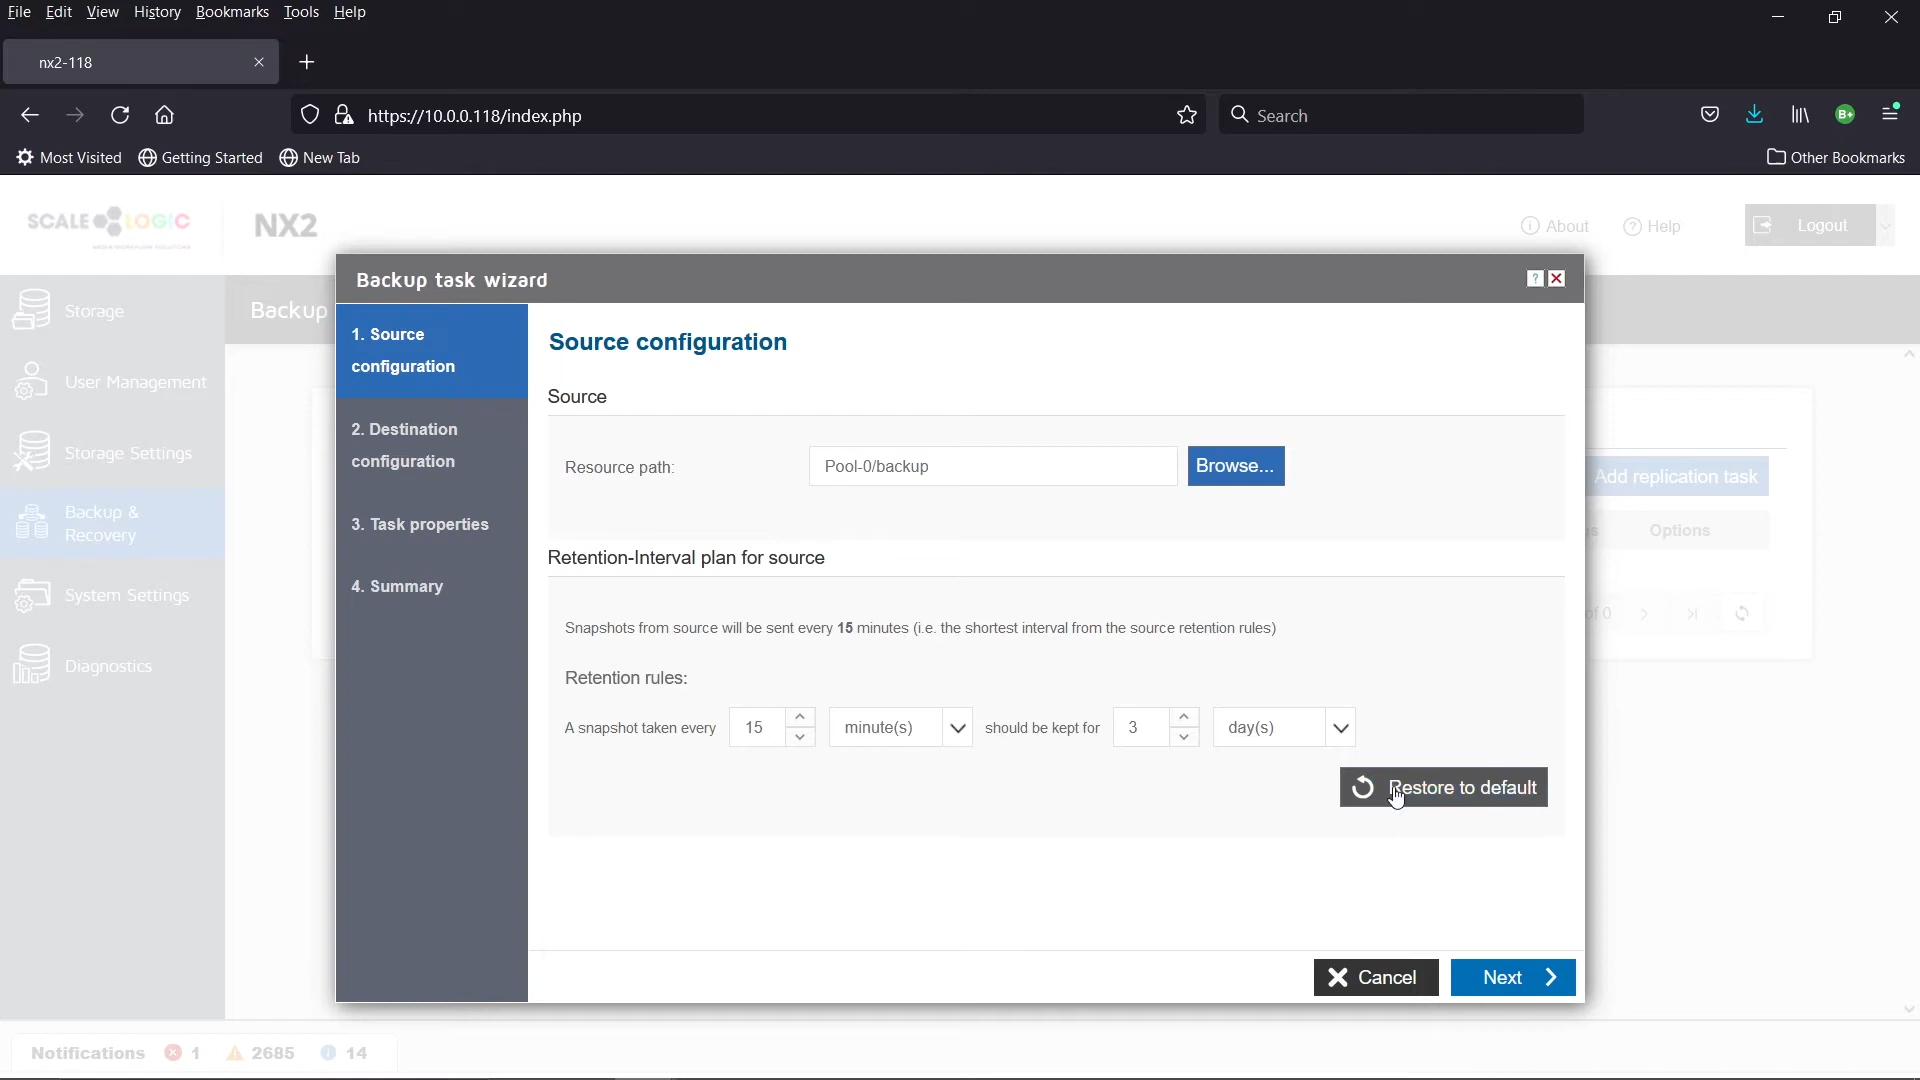 File Edit View History Bookmarks Tools Help
nx2-118
https://10.0.0.118/index.php
Search
B+
Most Visited Getting Started New Tab Other Bookmarks
SCALE LOGIC
NX2
About Help Logout
Backup
Storage
User Management
Storage Settings
Backup &
Recovery
System Settings
Diagnostics
Backup task wizard
?
1. Source
configuration
2. Destination
configuration
3. Task properties
4. Summary
Source configuration
Source
Resource path: Pool-0/backup Browse...
Retention-Interval plan for source
Snapshots from source will be sent every 15 minutes (i.e. the shortest interval from the source retention rules)
Retention rules:
A snapshot taken every 15 minute(s) should be kept for 3 day(s)
Restore to default
Cancel Next
Add replication task
Options
of 0
Notifications 1 2685 14